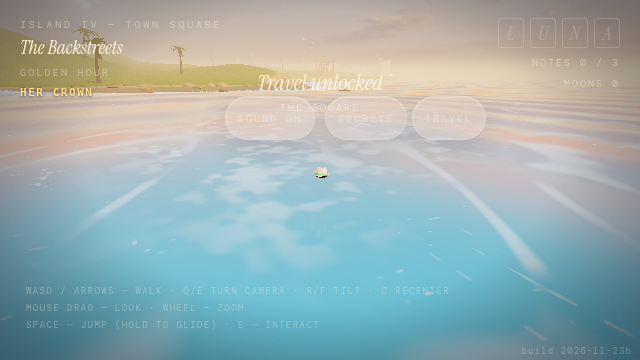 ISLAND IV — TOWN SQUARE
The Backstreets
GOLDEN HOUR
HER CROWN
L U N A
NOTES 0 / 3
MOONS 0
Travel unlocked
THE SQUARE
SOUND ON
SECRETS
TRAVEL
WASD / ARROWS — WALK · Q/E TURN CAMERA · R/F TILT · C RECENTER
MOUSE DRAG — LOOK · WHEEL — ZOOM
SPACE — JUMP (HOLD TO GLIDE) · E — INTERACT
build 2026-11-23b